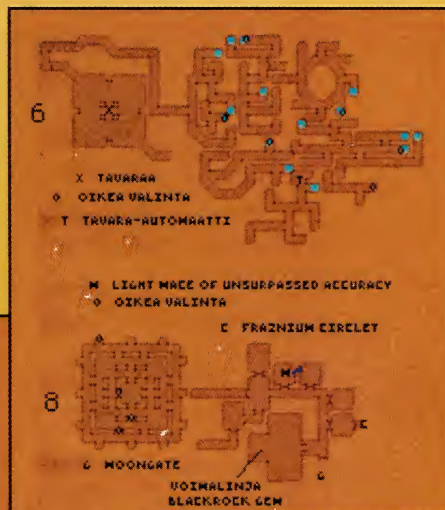 6
X TAVARAA
◊ OIKEA VALINTA
T TAVARA-AUTOMAATTI
T
M LIGHT MACE OF UNSURPASSED ACCURACY
◊ OIKEA VALINTA
C FRAZNIUM CIRCLET
8
M
C
G MOONGATE
G
VOIMALINJA
BLACKROCK GEM